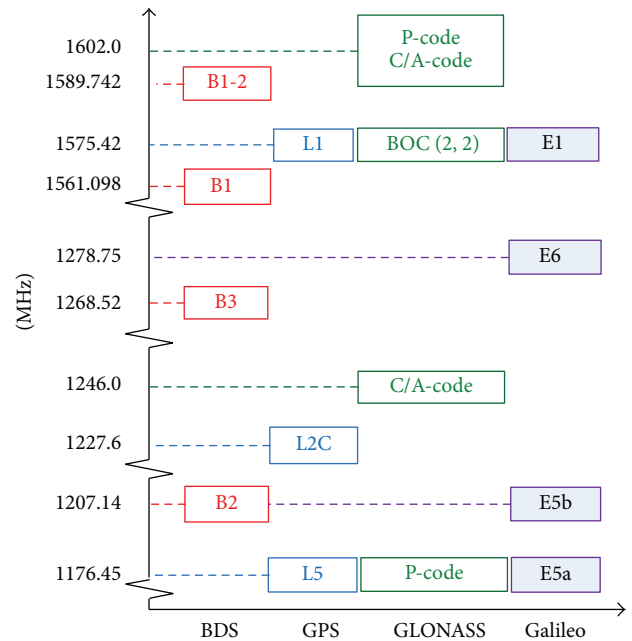 1602.0
P-code
C/A-code
1589.742
B1-2
1575.42
L1
BOC (2, 2)
E1
1561.098
B1
1278.75
E6
(MHz)
1268.52
B3
1246.0
C/A-code
1227.6
L2C
1207.14
B2
E5b
1176.45
L5
P-code
E5a
BDS
GPS
GLONASS
Galileo